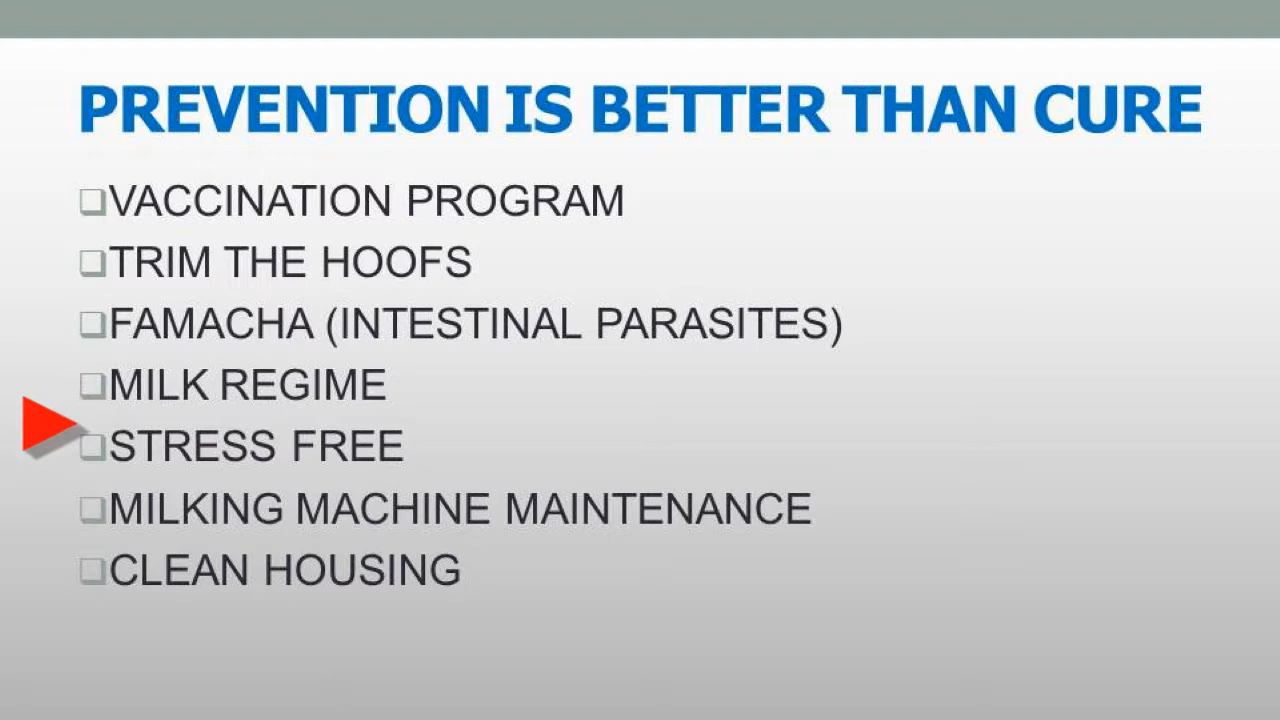 PREVENTION IS BETTER THAN CURE
VACCINATION PROGRAM
TRIM THE HOOFS
FAMACHA (INTESTINAL PARASITES)
MILK REGIME
STRESS FREE
MILKING MACHINE MAINTENANCE
CLEAN HOUSING